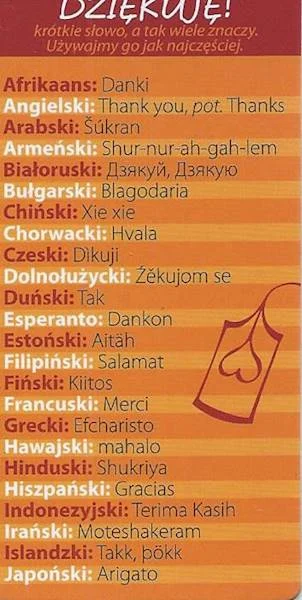 DZIĘKUJĘ!
krótkie słowo, a tak wiele znaczy.
Używajmy go jak najczęściej.
Afrikaans: Danki
Angielski: Thank you, pot. Thanks
Arabski: Šúkran
Armeński: Shur-nur-ah-gah-lem
Białoruski: Дзякуй, Дзякую
Bułgarski: Blagodaria
Chiński: Xie xie
Chorwacki: Hvala
Czeski: Dìkuji
Dolnołużycki: Źěkujom se
Duński: Tak
Esperanto: Dankon
Estoński: Aitäh
Filipiński: Salamat
Fiński: Kiitos
Francuski: Merci
Grecki: Efcharisto
Hawajski: mahalo
Hinduski: Shukriya
Hiszpański: Gracias
Indonezyjski: Terima Kasih
Irański: Moteshakeram
Islandzki: Takk, þökk
Japoński: Arigato